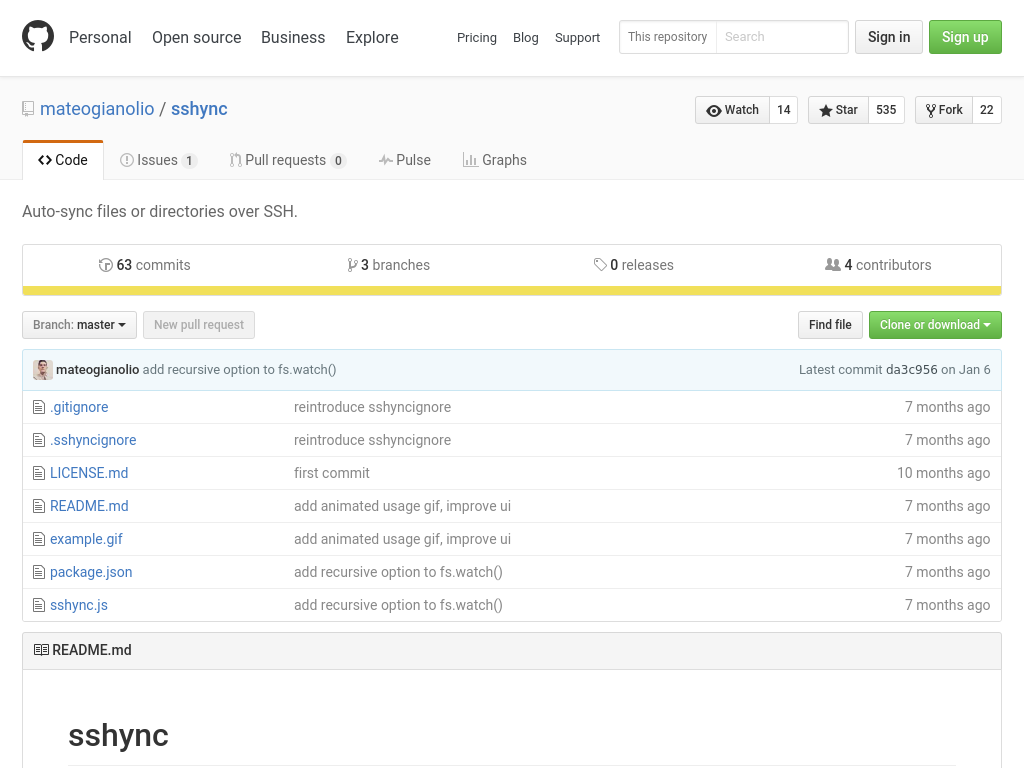 Personal Open source Business Explore Pricing Blog Support This repository Search Sign in Sign up
mateogianolio / sshync Watch 14 Star 535 Fork 22
Code Issues 1 Pull requests 0 Pulse Graphs
Auto-sync files or directories over SSH.
63 commits 3 branches 0 releases 4 contributors
Branch: master New pull request Find file Clone or download
mateogianolio add recursive option to fs.watch() Latest commit da3c956 on Jan 6
.gitignore reintroduce sshyncignore 7 months ago
.sshyncignore reintroduce sshyncignore 7 months ago
LICENSE.md first commit 10 months ago
README.md add animated usage gif, improve ui 7 months ago
example.gif add animated usage gif, improve ui 7 months ago
package.json add recursive option to fs.watch() 7 months ago
sshync.js add recursive option to fs.watch() 7 months ago
README.md
sshync